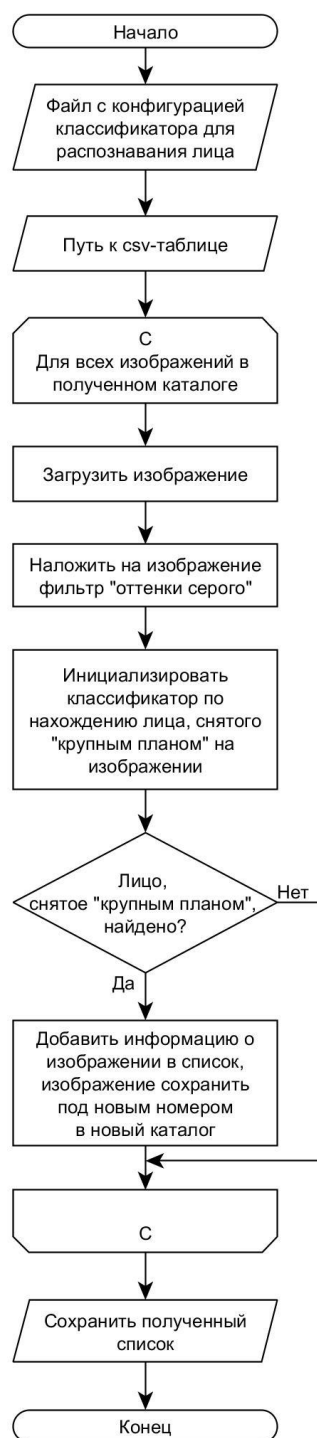 Начало
Файл с конфигурацией
классификатора для
распознавания лица
Путь к csv-таблице
С
Для всех изображений в
полученном каталоге
Загрузить изображение
Наложить на изображение
фильтр "оттенки серого"
Инициализировать
классификатор по
нахождению лица, снятого
"крупным планом" на
изображении
Лицо,
снятое "крупным планом",
найдено?
Нет
Да
Добавить информацию о
изображении в список,
изображение сохранить
под новым номером
в новый каталог
С
Сохранить полученный
список
Конец